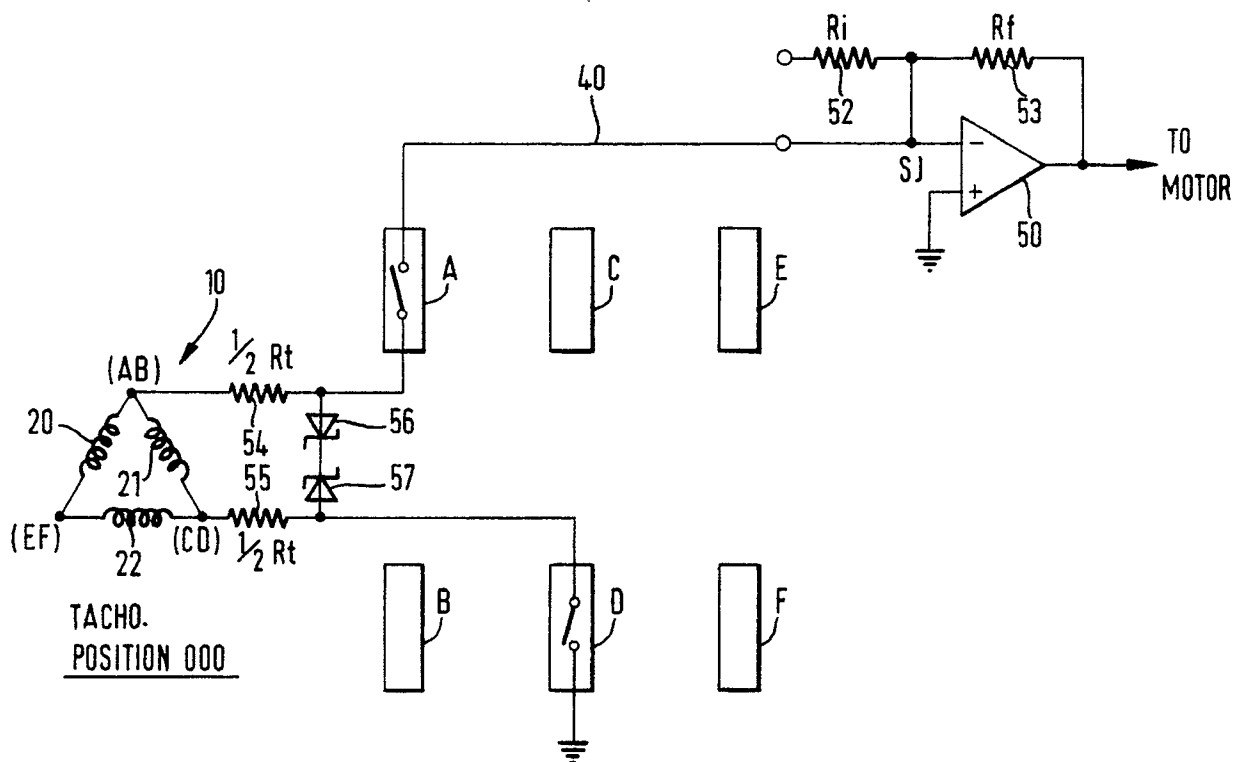 Ri
Rf
52
53
40
TO
MOTOR
SJ
−
+
50
A
C
E
10
1/2 Rt
(AB)
20
54
56
21
55
57
(EF)
22
(CD)
1/2 Rt
B
D
F
TACHO.
POSITION 000